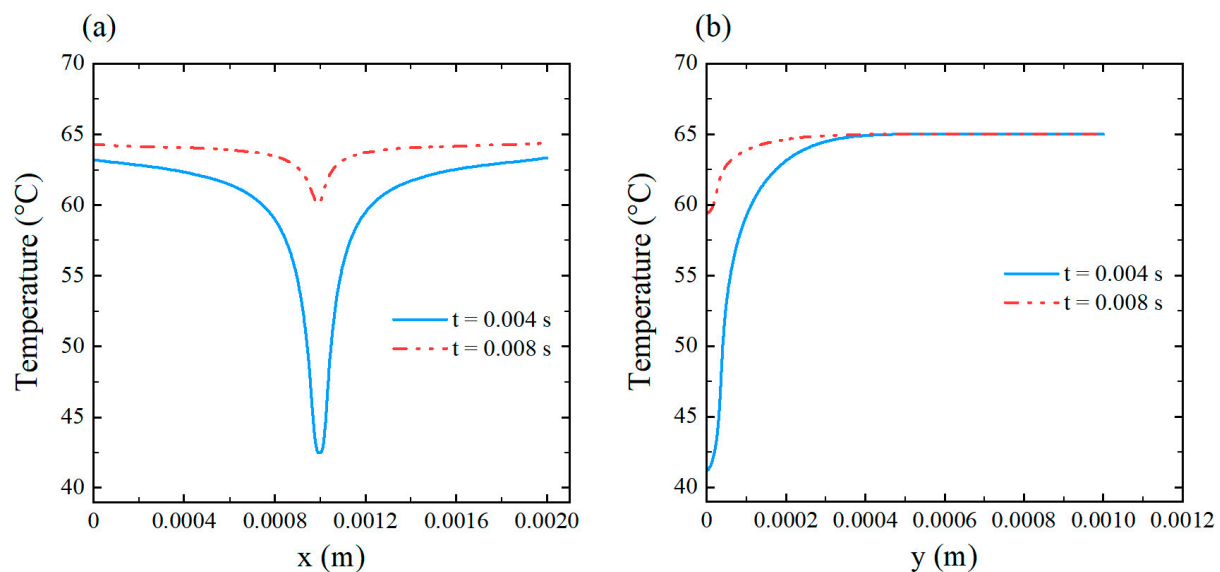 (a)
70
65
60
55
50
45
40
Temperature (°C)
t = 0.004 s
t = 0.008 s
0 0.0004 0.0008 0.0012 0.0016 0.0020
x (m)
(b)
70
65
60
55
50
45
40
Temperature (°C)
t = 0.004 s
t = 0.008 s
0 0.0002 0.0004 0.0006 0.0008 0.0010 0.0012
y (m)